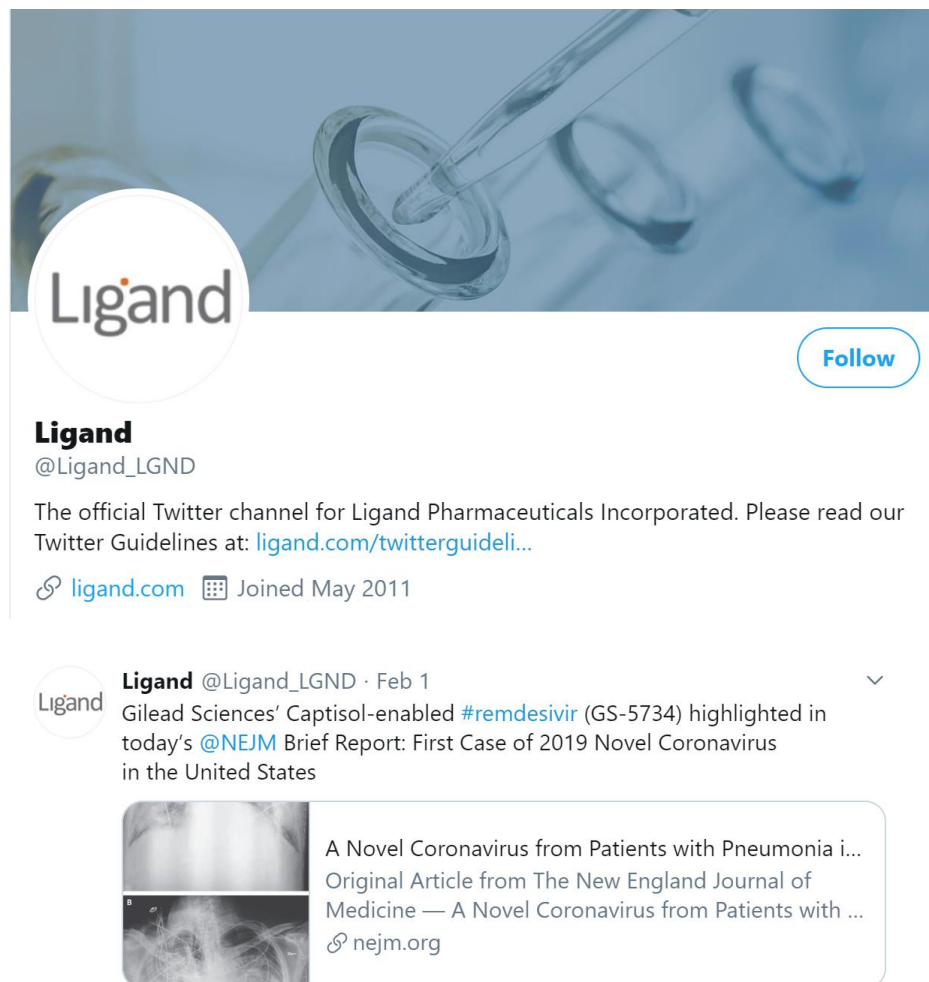 Ligand
Follow
Ligand
@Ligand_LGND
The official Twitter channel for Ligand Pharmaceuticals Incorporated. Please read our
Twitter Guidelines at: ligand.com/twitterguideli...
ligand.com Joined May 2011
Ligand
Ligand @Ligand_LGND · Feb 1
Gilead Sciences’ Captisol-enabled #remdesivir (GS-5734) highlighted in
today’s @NEJM Brief Report: First Case of 2019 Novel Coronavirus
in the United States
A Novel Coronavirus from Patients with Pneumonia i...
Original Article from The New England Journal of
Medicine — A Novel Coronavirus from Patients with ...
nejm.org
B